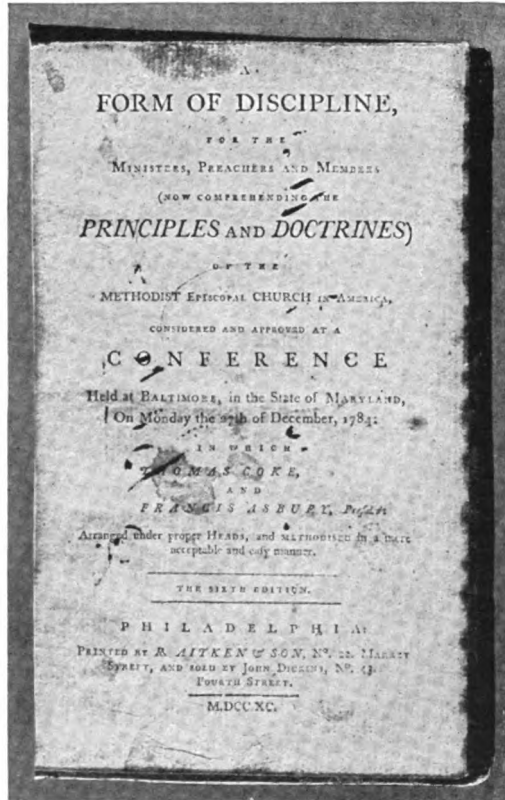 A
FORM OF DISCIPLINE,
FOR THE
MINISTERS, PREACHERS AND MEMBERS
(NOW COMPREHENDING THE
PRINCIPLES AND DOCTRINES)
OF THE
METHODIST EPISCOPAL CHURCH IN AMERICA,
CONSIDERED AND APPROVED AT A
CONFERENCE
Held at BALTIMORE, in the State of MARYLAND,
On Monday the 27th of December, 1784:
IN WHICH
THOMAS COKE,
AND
FRANCIS ASBURY, Presided.
Arranged under proper HEADS, and METHODISED in a more
acceptable and easy manner.
THE SIXTH EDITION.
PHILADELPHIA:
PRINTED BY R. AITKEN & SON, No. 22. MARKET
STREET, AND SOLD BY JOHN DICKINS, No. 43.
FOURTH STREET.
M.DCC.XC.